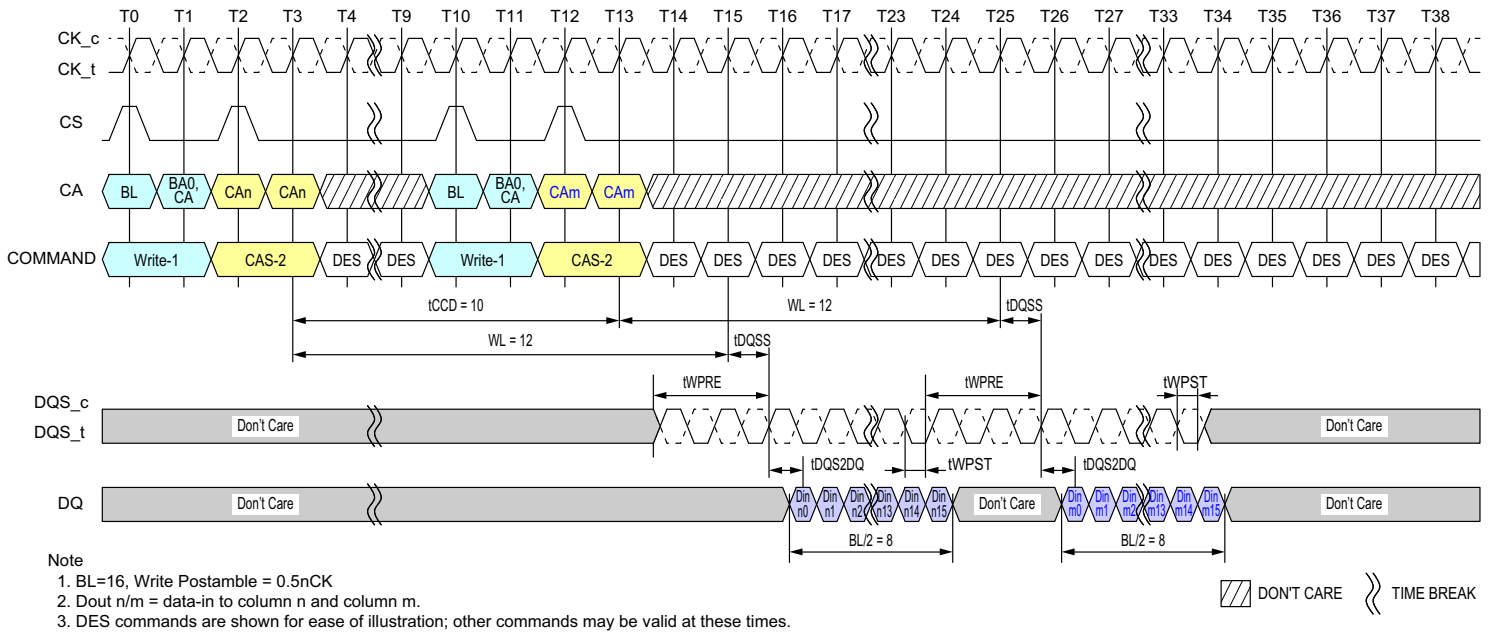 T0 T1 T2 T3 T4 T9 T10 T11 T12 T13 T14 T15 T16 T17 T23 T24 T25 T26 T27 T33 T34 T35 T36 T37 T38
CK_c
CK_t
CS
CA BL BA0, CA CAn CAn BL BA0, CA CAm CAm
COMMAND Write-1 CAS-2 DES DES Write-1 CAS-2 DES DES DES DES DES DES DES DES DES DES DES DES DES DES DES
tCCD = 10 WL = 12 tDQSS
WL = 12 tDQSS
tWPRE tWPRE tWPST
DQS_c
DQS_t Don't Care Don't Care
tDQS2DQ tWPST tDQS2DQ
DQ Don't Care Din n0 Din n1 Din n2 Din n13 Din n14 Din n15 Don't Care Din m0 Din m1 Din m2 Din m13 Din m14 Din m15 Don't Care
BL/2 = 8 BL/2 = 8
Note
1. BL=16, Write Postamble = 0.5nCK
2. Dout n/m = data-in to column n and column m.
3. DES commands are shown for ease of illustration; other commands may be valid at these times.
DON'T CARE TIME BREAK